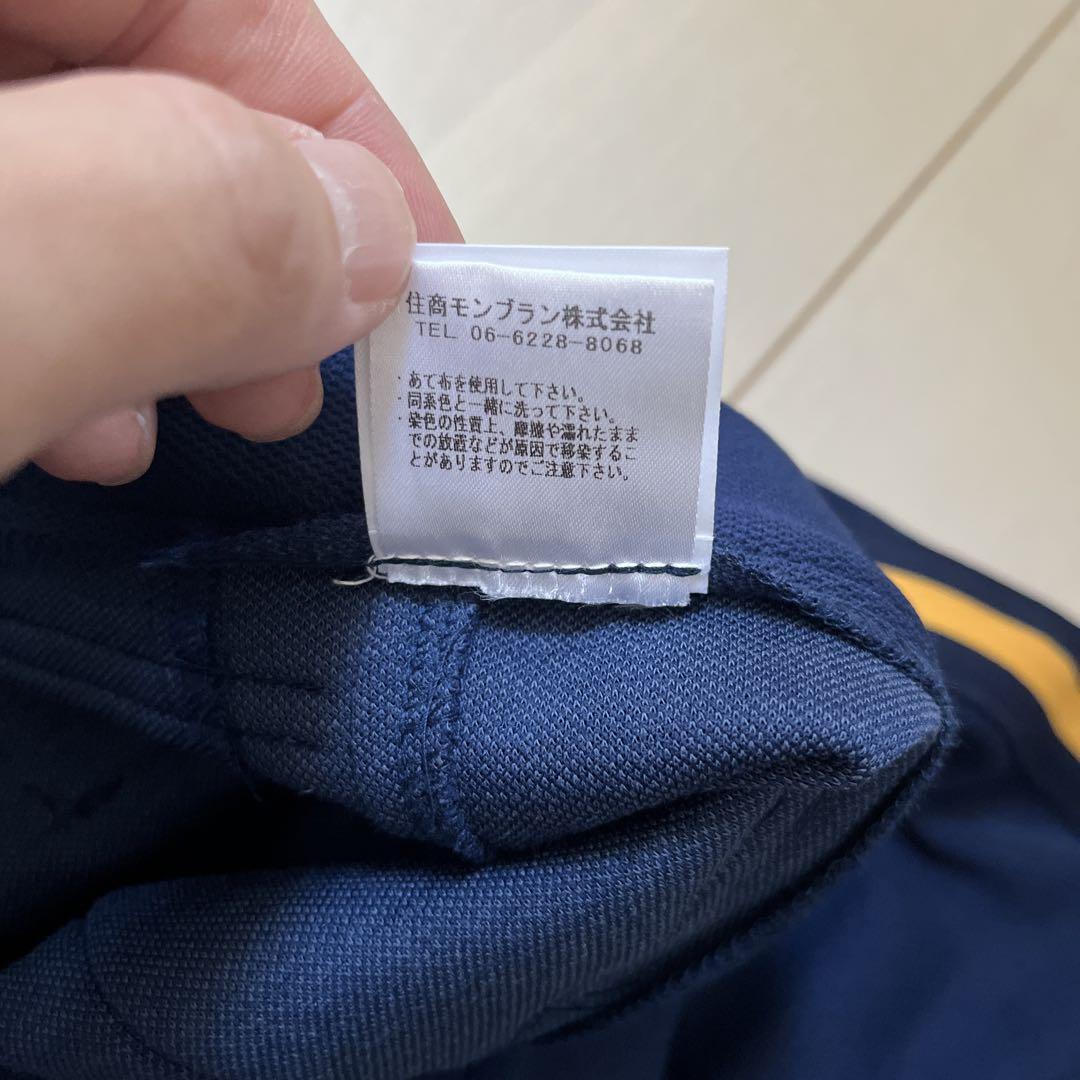 住商モンブラン株式会社
TEL 06-6228-8068
・あて布を使用して下さい。
・同系色と一緒に洗って下さい。
・染色の性質上、摩擦や濡れたまま
での放置などが原因で移染するこ
とがありますのでご注意下さい。